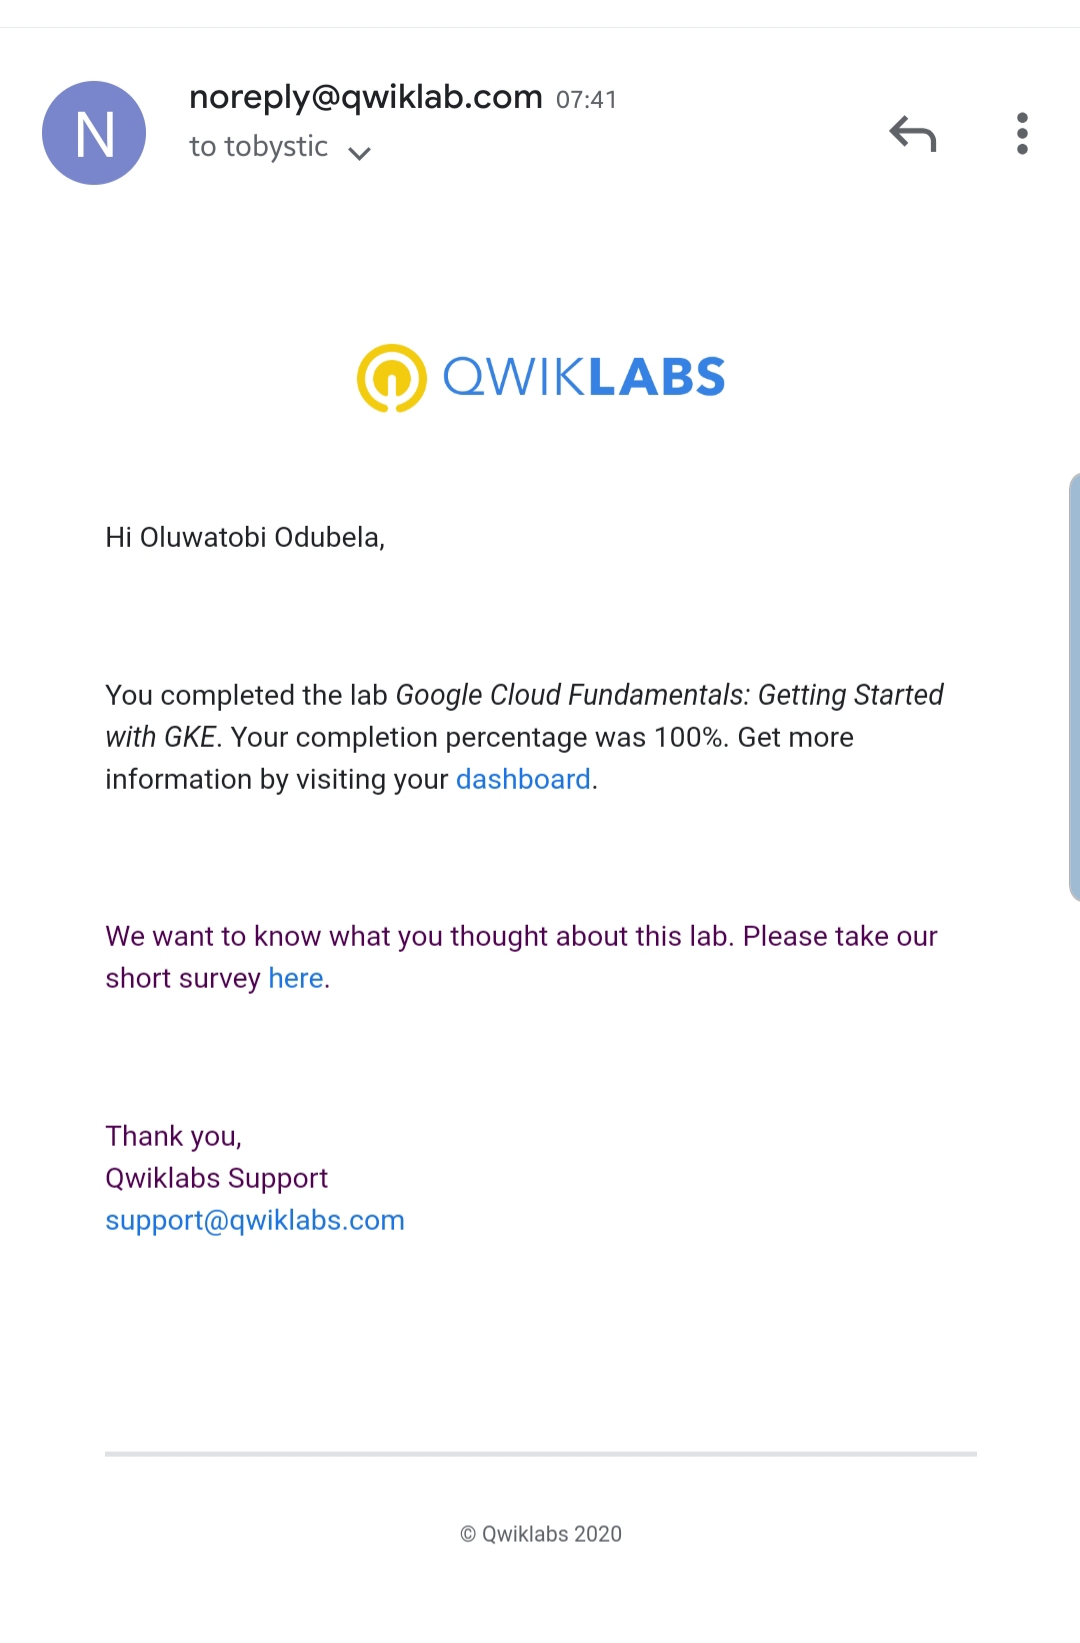 N
noreply@qwiklab.com 07:41
to tobystic
QWIKLABS
Hi Oluwatobi Odubela,
You completed the lab Google Cloud Fundamentals: Getting Started
with GKE. Your completion percentage was 100%. Get more
information by visiting your dashboard.
We want to know what you thought about this lab. Please take our
short survey here.
Thank you,
Qwiklabs Support
support@qwiklabs.com
© Qwiklabs 2020